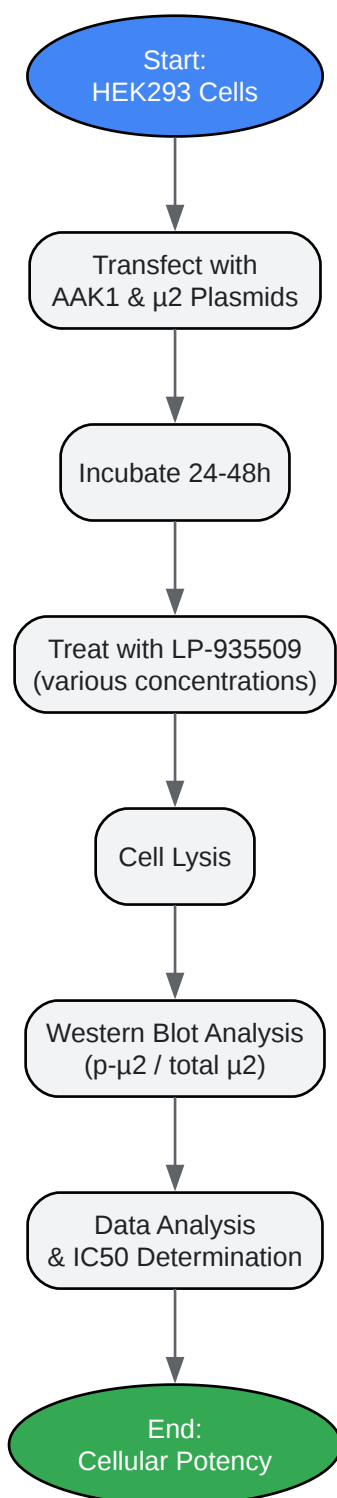 Start:
HEK293 Cells
Transfect with
AAK1 & µ2 Plasmids
Incubate 24-48h
Treat with LP-935509
(various concentrations)
Cell Lysis
Western Blot Analysis
(p-µ2 / total µ2)
Data Analysis
& IC50 Determination
End:
Cellular Potency